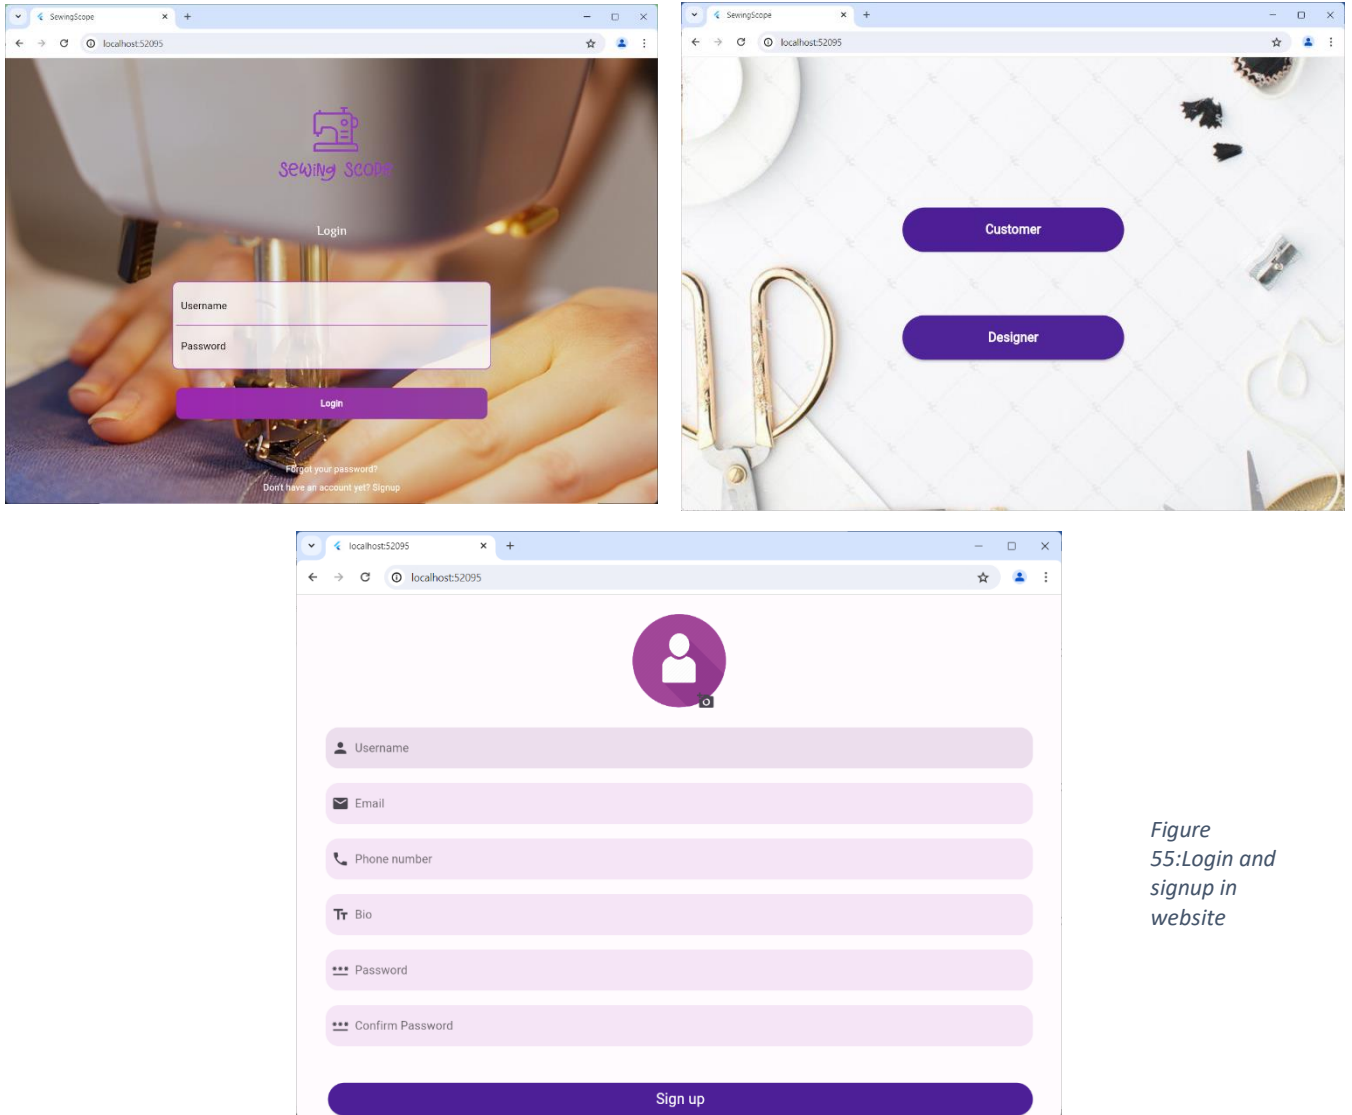 SewingScope
localhost:52095
Sewing Scope
Login
Username
Password
Login
Forgot your password?
Don't have an account yet? Signup
SewingScope
localhost:52095
Customer
Designer
localhost:52095
localhost:52095
Username
Email
Phone number
Tт Bio
Password
Confirm Password
Sign up
Figure
55:Login and
signup in
website